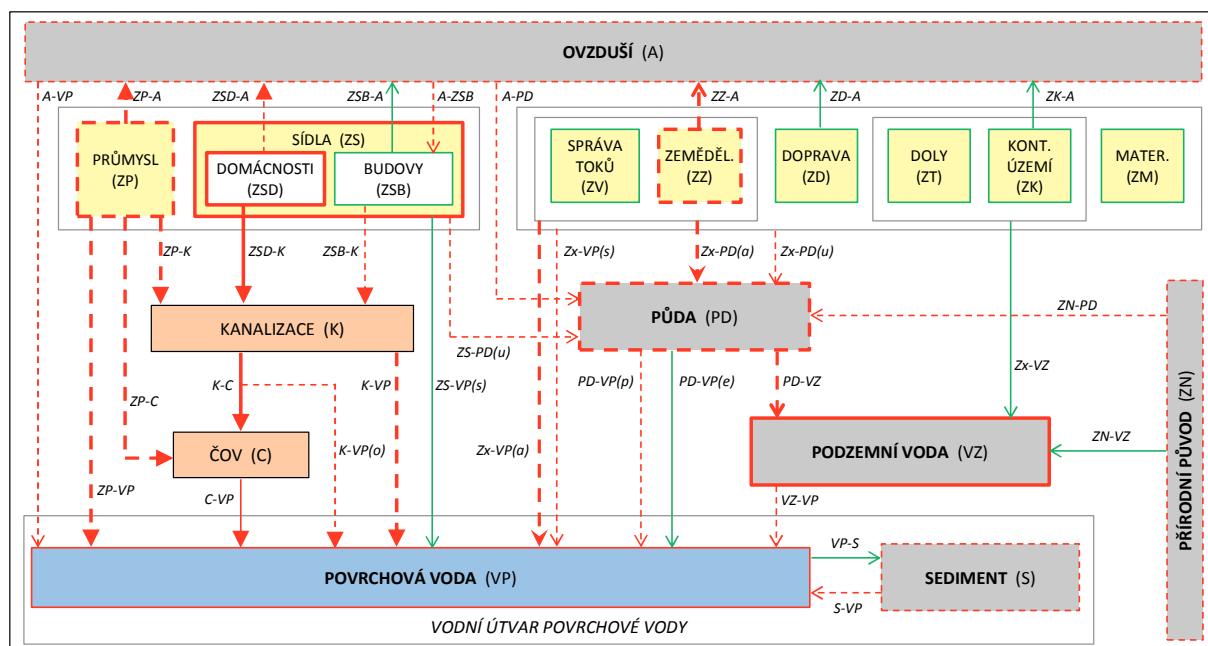 OVZDUŠÍ (A)
A-VP
ZP-A
ZSD-A
ZSB-A
A-ZSB
A-PD
ZZ-A
ZD-A
ZK-A
PRŮMYSL
(ZP)
SÍDLA (ZS)
DOMÁCNOSTI
(ZSD)
BUDOVY
(ZSB)
SPRÁVA
TOKŮ
(ZV)
ZEMĚDĚL.
(ZZ)
DOPRAVA
(ZD)
DOLY
(ZT)
KONT.
ÚZEMÍ
(ZK)
MATER.
(ZM)
ZP-K
ZSD-K
ZSB-K
Zx-VP(s)
Zx-PD(a)
Zx-PD(u)
KANALIZACE (K)
PŮDA (PD)
ZN-PD
ZS-PD(u)
K-C
K-VP
ZS-VP(s)
PD-VP(p)
PD-VP(e)
PD-VZ
Zx-VZ
ZP-C
ČOV (C)
K-VP(o)
Zx-VP(a)
PODZEMNÍ VODA (VZ)
ZN-VZ
PŘÍRODNÍ PŮVOD (ZN)
ZP-VP
C-VP
VZ-VP
POVRCHOVÁ VODA (VP)
VP-S
SEDIMENT (S)
S-VP
VODNÍ ÚTVAR POVRCHOVÉ VODY